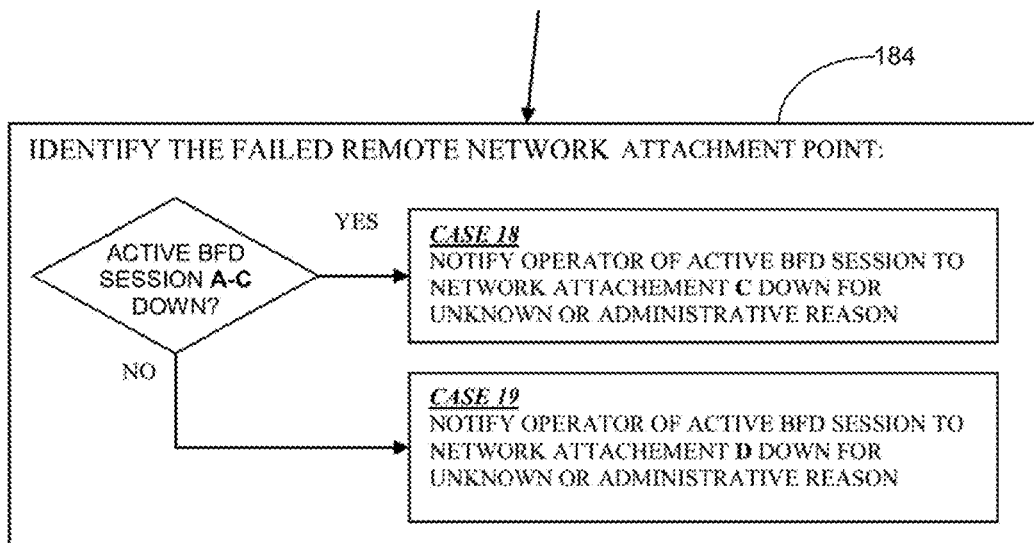 184
IDENTIFY THE FAILED REMOTE NETWORK ATTACHMENT POINT:
ACTIVE BFD
SESSION A-C
DOWN?
YES
CASE 18
NOTIFY OPERATOR OF ACTIVE BFD SESSION TO
NETWORK ATTACHEMENT C DOWN FOR
UNKNOWN OR ADMINISTRATIVE REASON
NO
CASE 19
NOTIFY OPERATOR OF ACTIVE BFD SESSION TO
NETWORK ATTACHEMENT D DOWN FOR
UNKNOWN OR ADMINISTRATIVE REASON